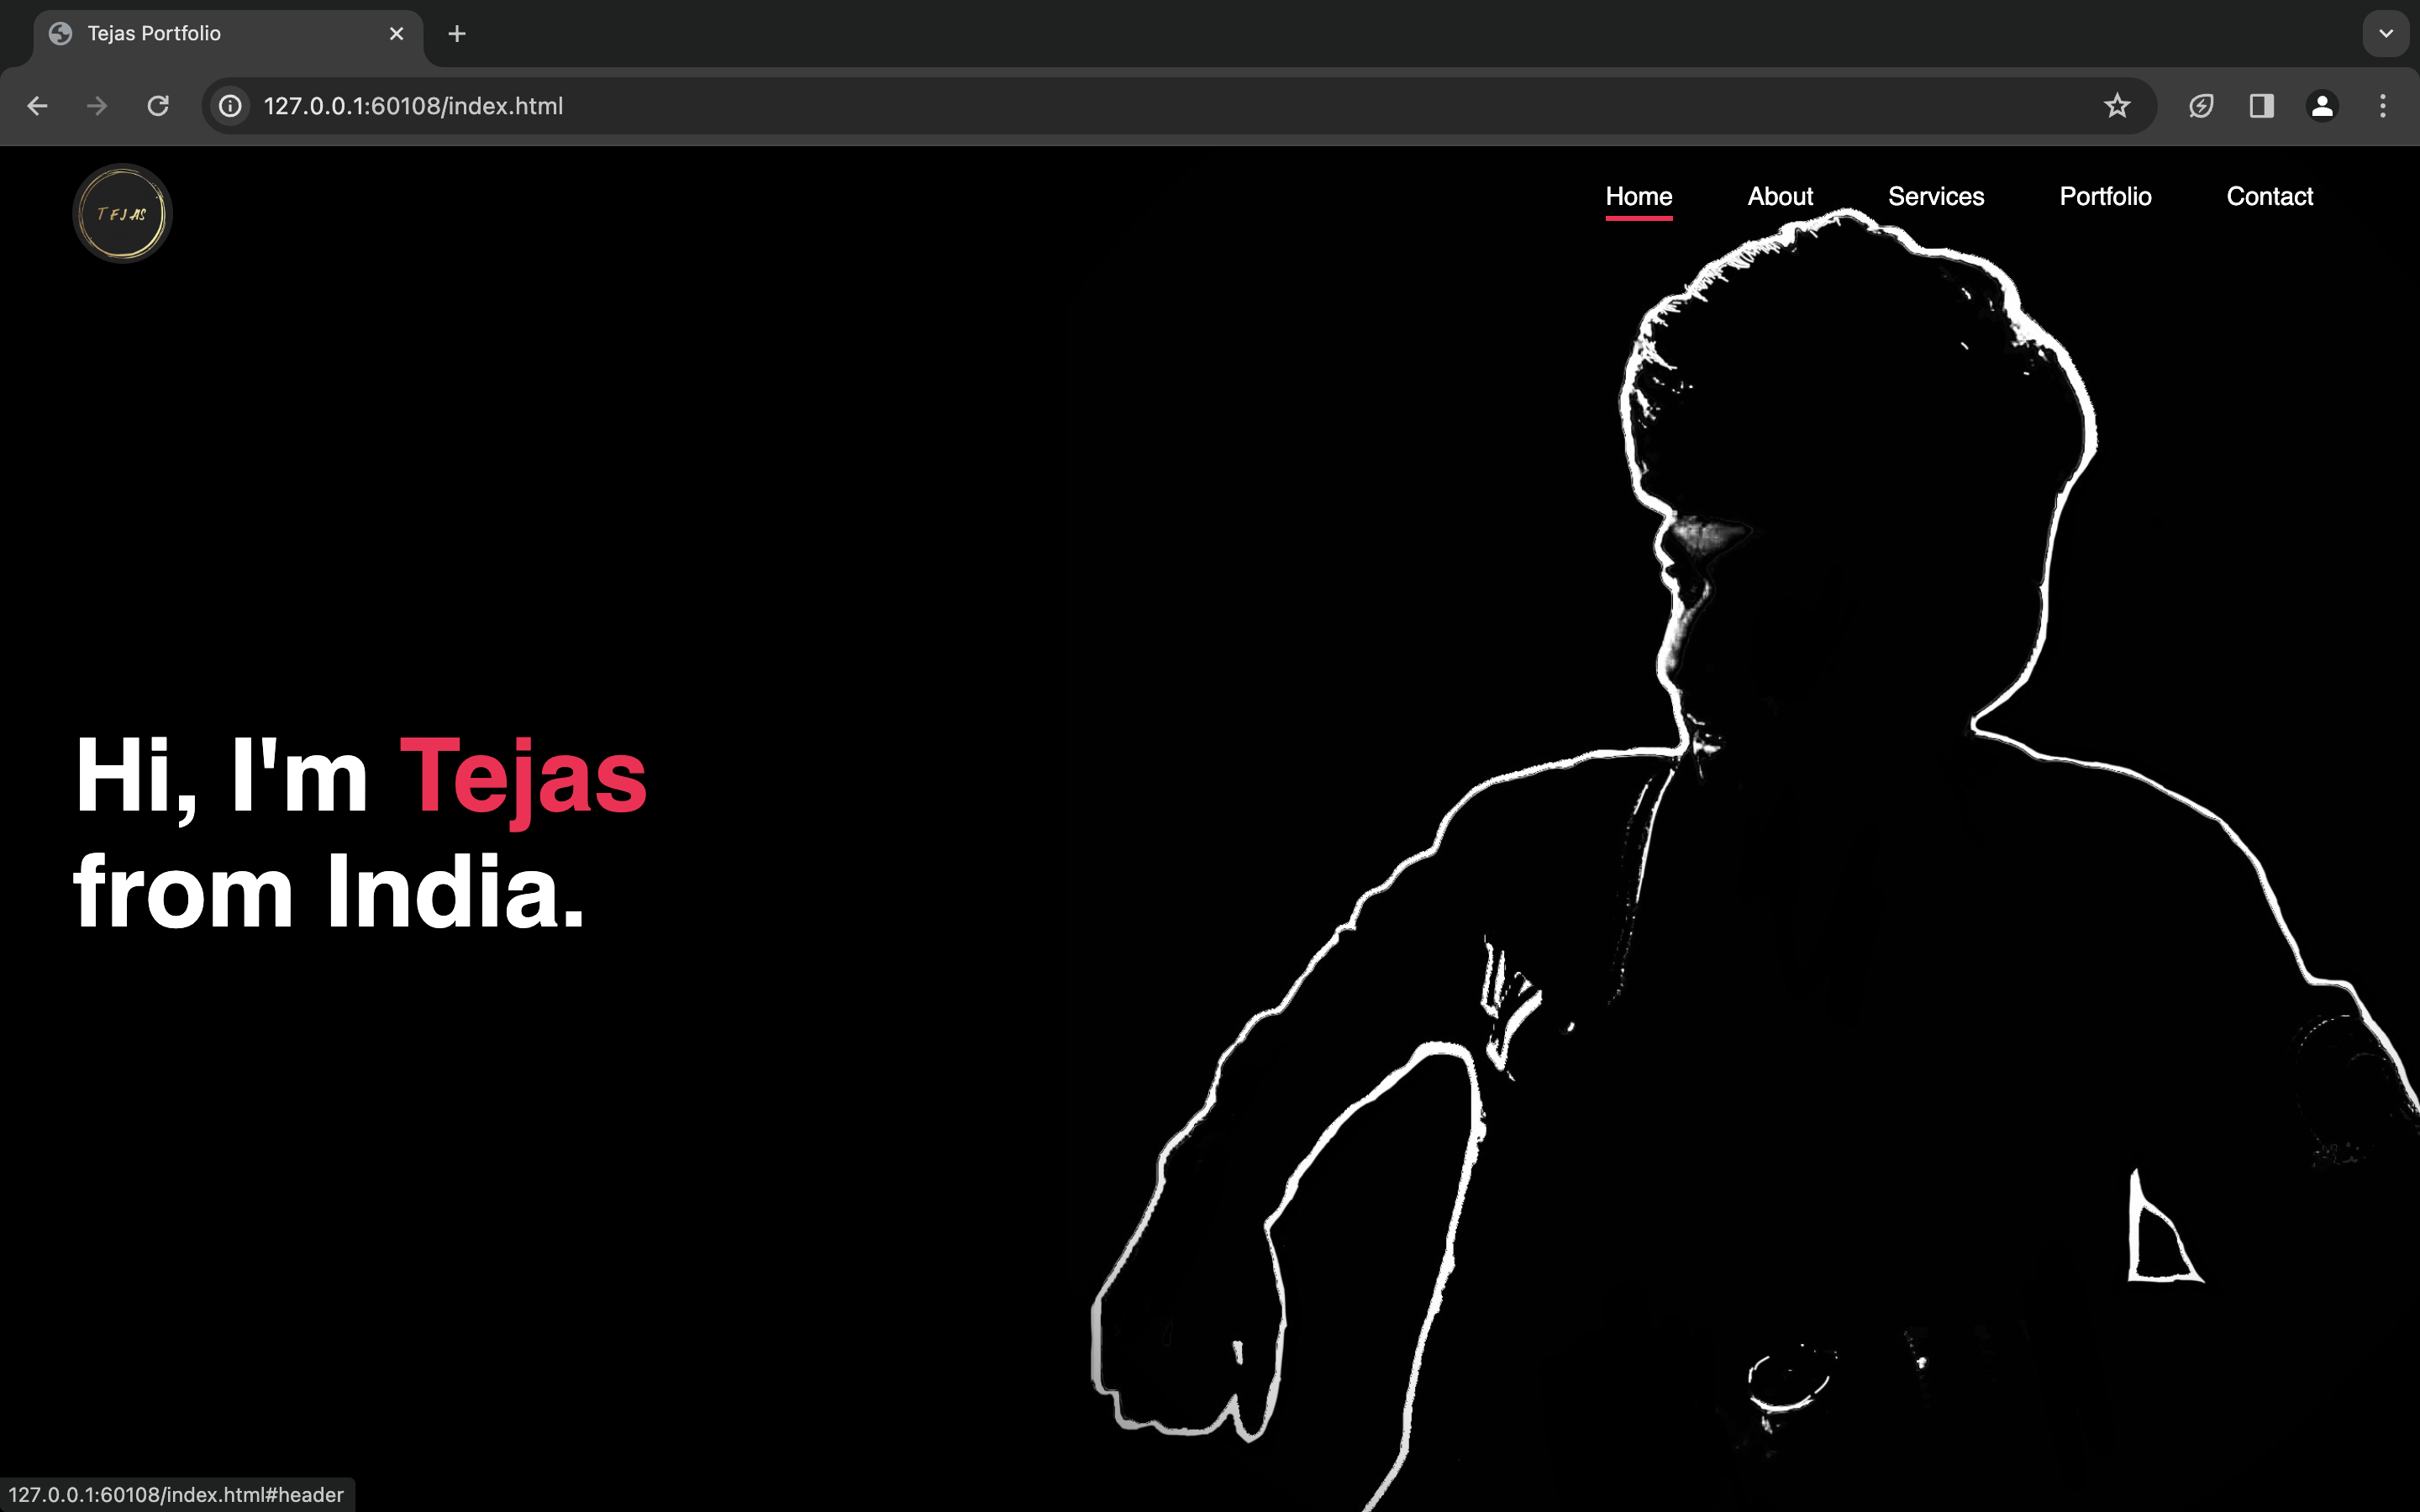 Tejas Portfolio
127.0.0.1:60108/index.html
TEJAS
Home About Services Portfolio Contact
Hi, I'm Tejas
from India.
127.0.0.1:60108/index.html#header